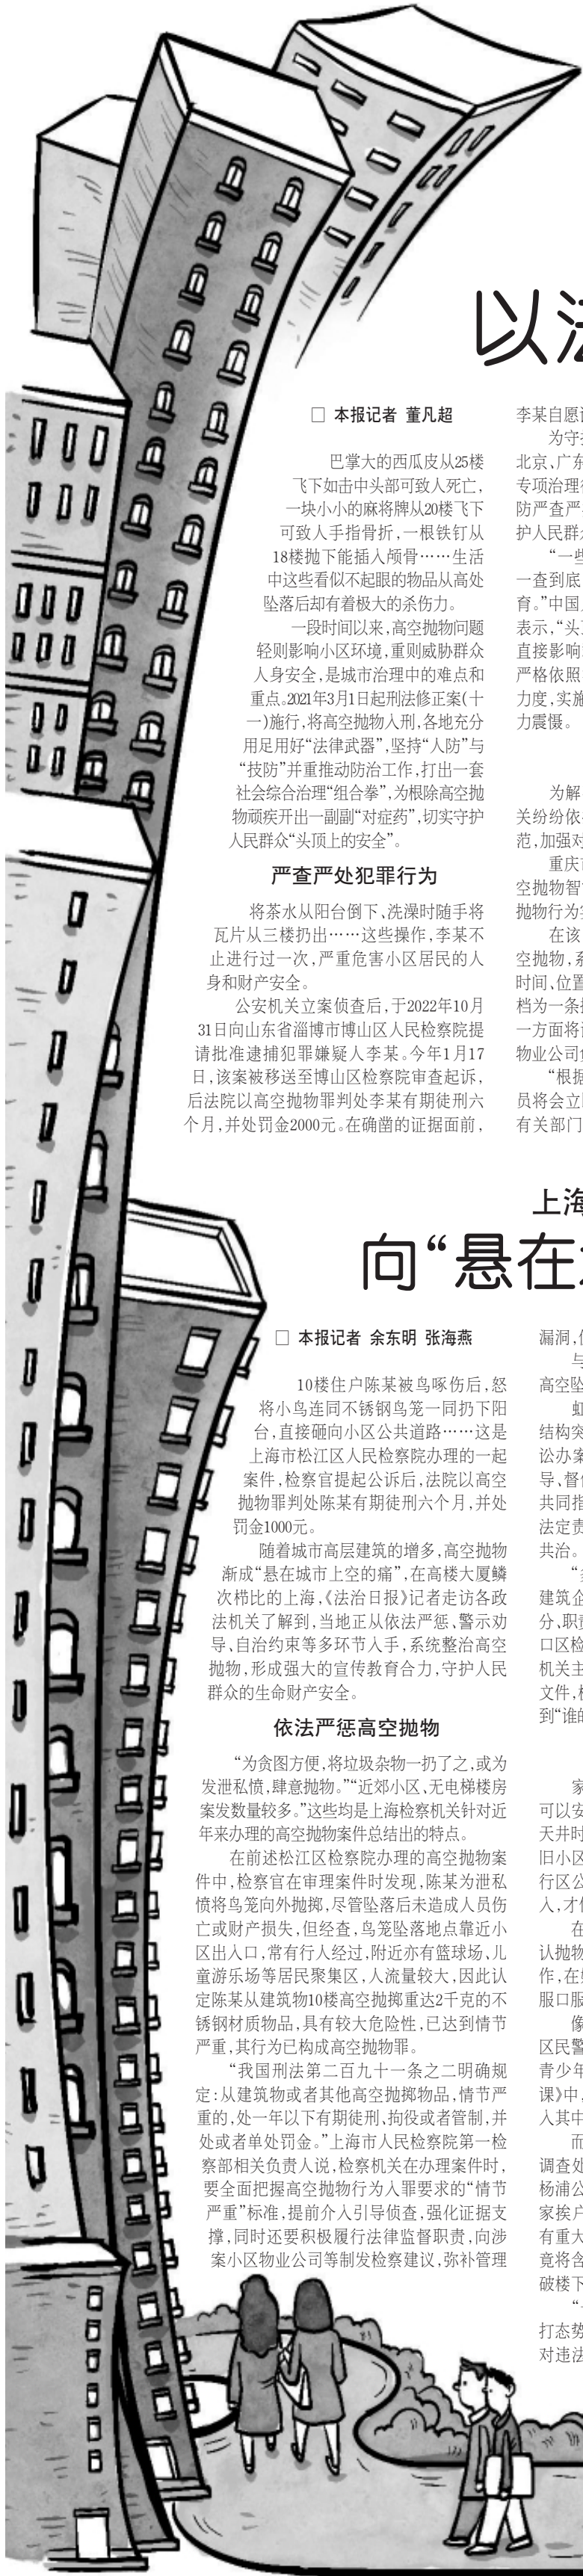 以法
□ 本报记者 董凡超
巴掌大的西瓜皮从25楼
飞下如击中头部可致人死亡，
一块小小的麻将牌从20楼飞下
可致人手指骨折，一根铁钉从
18楼抛下能插入颅骨……生活
中这些看似不起眼的物品从高处
坠落后却有着极大的杀伤力。
一段时间以来，高空抛物问题
轻则影响小区环境，重则威胁群众
人身安全，是城市治理中的难点和
重点。2021年3月1日起刑法修正案（十
一）施行，将高空抛物入刑，各地充分
用足用好“法律武器”，坚持“人防”与
“技防”并重推动防治工作，打出一套
社会综合治理“组合拳”，为根除高空抛
物顽疾开出一副副“对症药”，切实守护
人民群众“头顶上的安全”。
严查严处犯罪行为
将茶水从阳台倒下、洗澡时随手将
瓦片从三楼扔出……这些操作，李某不
止进行过一次，严重危害小区居民的人
身和财产安全。
公安机关立案侦查后，于2022年10月
31日向山东省淄博市博山区人民检察院提
请批准逮捕犯罪嫌疑人李某。今年1月17
日，该案被移送至博山区检察院审查起诉，
后法院以高空抛物罪判处李某有期徒刑六
个月，并处罚金2000元。在确凿的证据面前，
李某自愿
为守
北京、广东
专项治理
防严查严
护人民群
“一些
一查到底
育。”中国
表示，“头
直接影响
严格依照
力度，实施
力震慑。
为解
关纷纷依
范，加强对
重庆
空抛物智
抛物行为
在该
空抛物，系
时间、位置
档为一条
一方面将
物业公司
“根据
员将会立
有关部门
上海
向“悬在
□ 本报记者 余东明 张海燕
10楼住户陈某被鸟啄伤后，怒
将小鸟连同不锈钢鸟笼一同扔下阳
台，直接砸向小区公共道路……这是
上海市松江区人民检察院办理的一起
案件，检察官提起公诉后，法院以高空
抛物罪判处陈某有期徒刑六个月，并处
罚金1000元。
随着城市高层建筑的增多，高空抛物
渐成“悬在城市上空的痛”，在高楼大厦鳞
次栉比的上海，《法治日报》记者走访各政
法机关了解到，当地正从依法严惩、警示劝
导、自治约束等多环节入手，系统整治高空
抛物，形成强大的宣传教育合力，守护人民
群众的生命财产安全。
依法严惩高空抛物
“为贪图方便，将垃圾杂物一扔了之，或为
发泄私愤，肆意抛物。”“近郊小区、无电梯楼房
案发数量较多。”这些均是上海检察机关针对近
年来办理的高空抛物案件总结出的特点。
在前述松江区检察院办理的高空抛物案
件中，检察官在审理案件时发现，陈某为泄私
愤将鸟笼向外抛掷，尽管坠落后未造成人员伤
亡或财产损失，但经查，鸟笼坠落地点靠近小
区出入口，常有行人经过，附近亦有篮球场、儿
童游乐场等居民聚集区，人流量较大，因此认
定陈某从建筑物10楼高空抛掷重达2千克的不
锈钢材质物品，具有较大危险性，已达到情节
严重，其行为已构成高空抛物罪。
“我国刑法第二百九十一条之二明确规
定：从建筑物或者其他高空抛掷物品，情节严
重的，处一年以下有期徒刑、拘役或者管制，并
处或者单处罚金。”上海市人民检察院第一检
察部相关负责人说，检察机关在办理案件时，
要全面把握高空抛物行为入罪要求的“情节
严重”标准，提前介入引导侦查，强化证据支
撑，同时还要积极履行法律监督职责，向涉
案小区物业公司等制发检察建议，弥补管理
漏洞，
与
高空坠
虹
结构突
讼办案
导、督
共同指
法定责
共治。
建筑企
分，职责
口区检
机关主
文件，
到“谁的
家
可以安
天井时
旧小区
行区公
入，才
在
认抛物
作，在
服口服
像
区民警
青少年
课》中，
入其中
而
调查处
杨浦公
家挨户
有重大
竟将含
破楼下
打态势
对违法